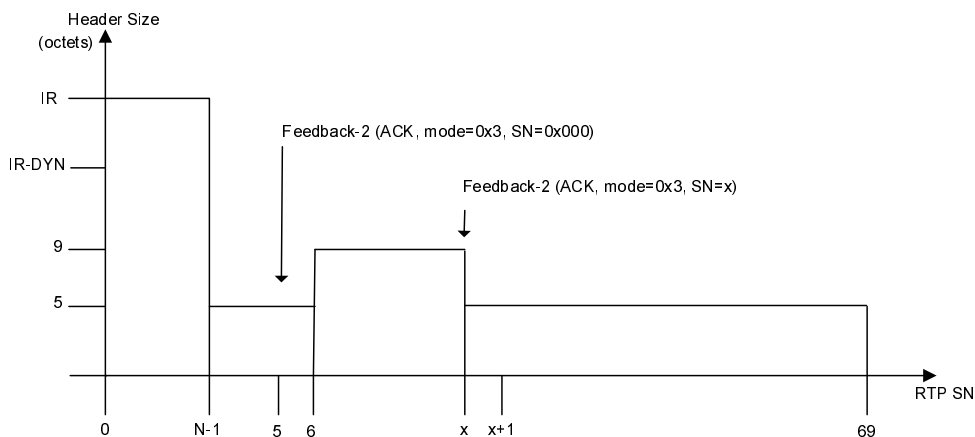 Header Size
(octets)
IR
Feedback-2 (ACK, mode=0x3, SN=0x000)
IR-DYN
Feedback-2 (ACK, mode=0x3, SN=x)
9
5
RTP SN
0 N-1 5 6 x x+1 69